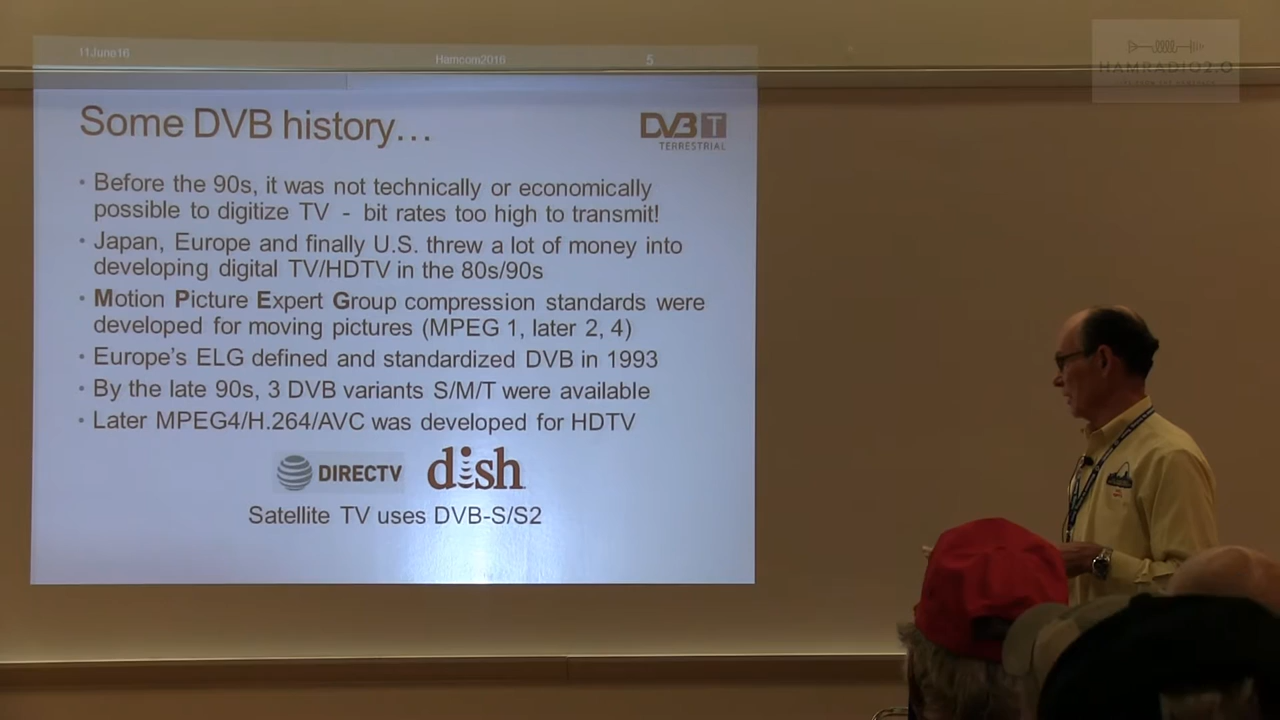 11June16
Hamcom2016
5
HAMRADIO2.0
Some DVB history…
DVB T
TERRESTRIAL
• Before the 90s, it was not technically or economically
possible to digitize TV - bit rates too high to transmit!
• Japan, Europe and finally U.S. threw a lot of money into
developing digital TV/HDTV in the 80s/90s
• Motion Picture Expert Group compression standards were
developed for moving pictures (MPEG 1, later 2, 4)
• Europe's ELG defined and standardized DVB in 1993
• By the late 90s, 3 DVB variants S/M/T were available
• Later MPEG4/H.264/AVC was developed for HDTV
DIRECTV
dish
Satellite TV uses DVB-S/S2